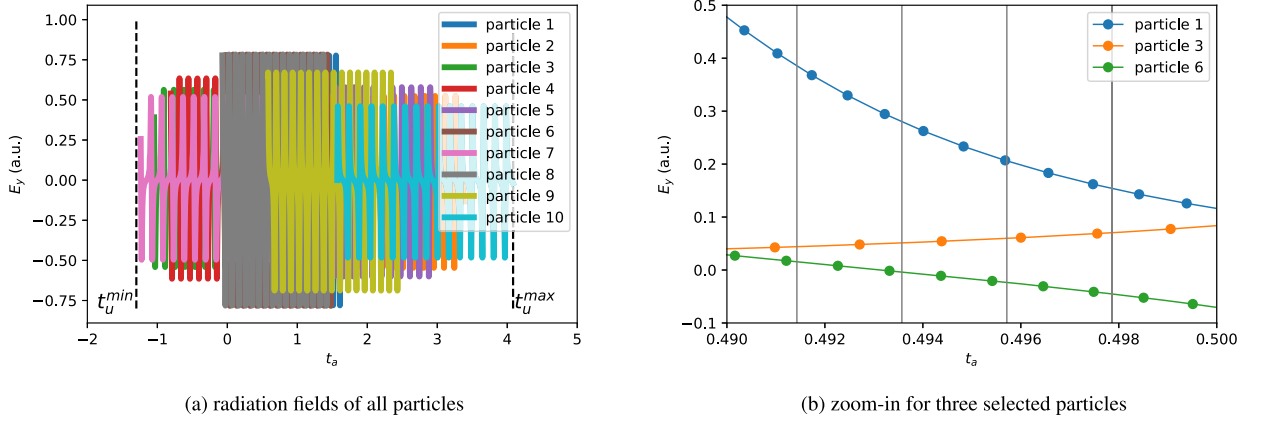 1.00
0.75
0.50
0.25
0.00
−0.25
−0.50
−0.75
E_y (a.u.)
−2 −1 0 1 2 3 4 5
t_a
t_u^{min}
t_u^{max}
particle 1
particle 2
particle 3
particle 4
particle 5
particle 6
particle 7
particle 8
particle 9
particle 10
(a) radiation fields of all particles
0.5
0.4
0.3
0.2
0.1
0.0
−0.1
E_y (a.u.)
0.490 0.492 0.494 0.496 0.498 0.500
t_a
particle 1
particle 3
particle 6
(b) zoom-in for three selected particles